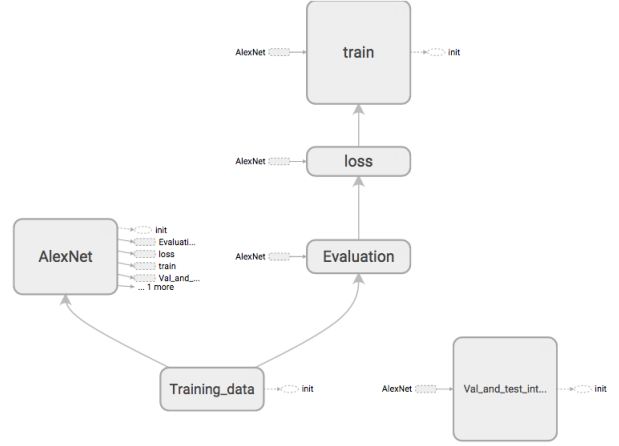 AlexNet
train
init
AlexNet
loss
AlexNet
init
Evaluati...
loss
train
Val_and_...
... 1 more
AlexNet
Evaluation
Training_data
init
AlexNet
Val_and_test_int...
init